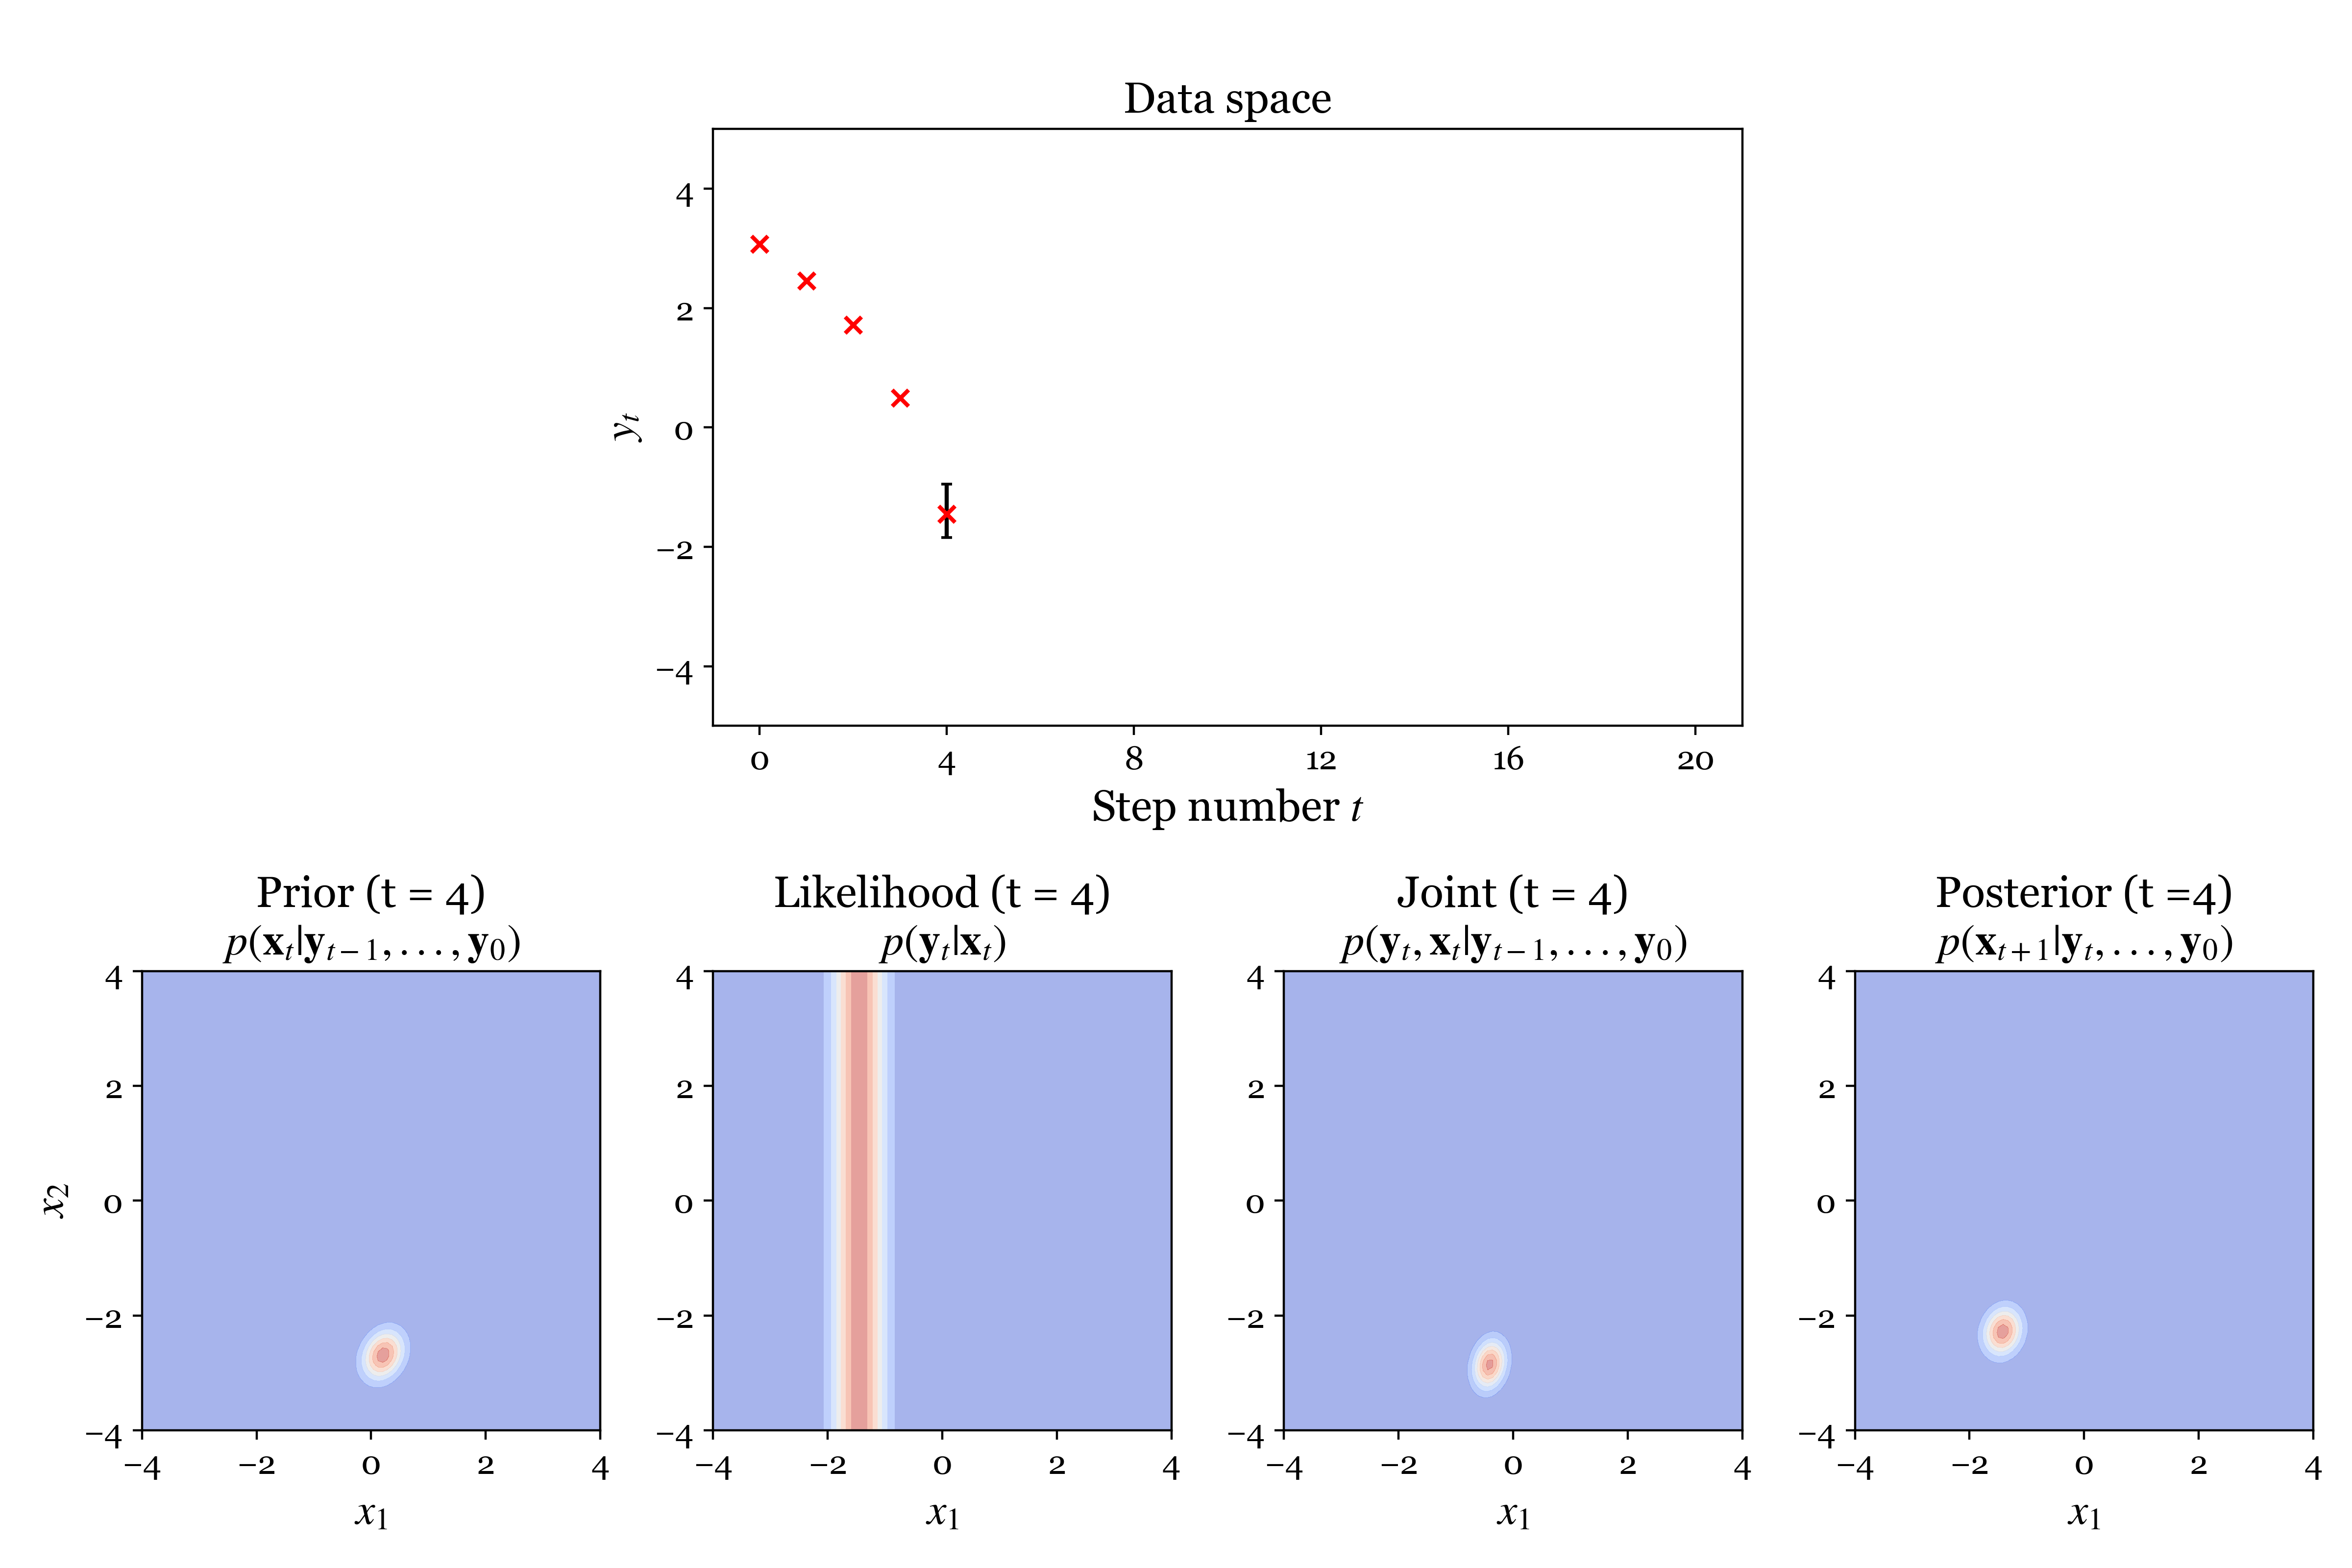 Data space
4
2
0
−2
−4
y_t
0 4 8 12 16 20
Step number t
Prior (t = 4)
p(𝐱_t|𝐲_{t−1}, . . . , 𝐲_0)
Likelihood (t = 4)
p(𝐲_t|𝐱_t)
Joint (t = 4)
p(𝐲_t, 𝐱_t|𝐲_{t−1}, . . . , 𝐲_0)
Posterior (t =4)
p(𝐱_{t+1}|𝐲_t, . . . , 𝐲_0)
4
2
0
−2
−4
x_2
−4 −2 0 2 4
x_1
4
2
0
−2
−4
−4 −2 0 2 4
x_1
4
2
0
−2
−4
−4 −2 0 2 4
x_1
4
2
0
−2
−4
−4 −2 0 2 4
x_1